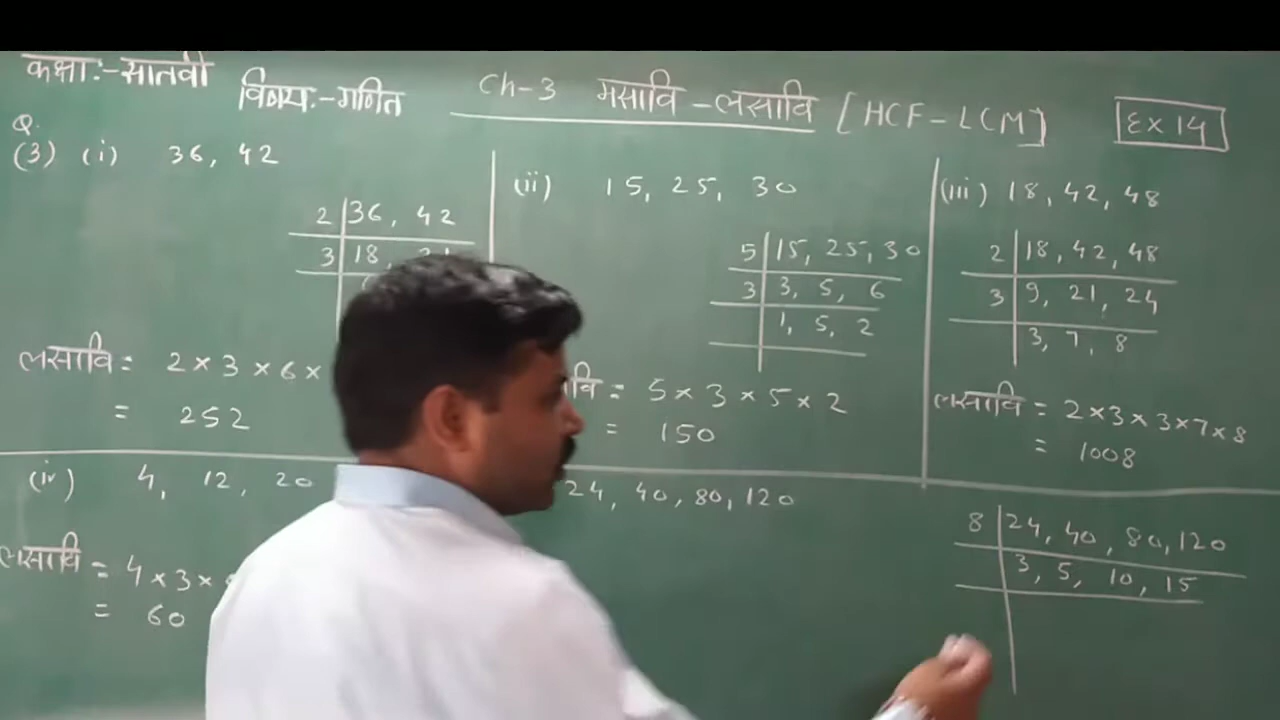 कक्षा:-सातवी विषय:-गणित Ch-3 मसावि-लसावि [HCF-LCM] Ex 14
Q.
(3) (i) 36, 42
2 36, 42
3 18,
लसावि = 2×3×6×
= 252
(ii) 15, 25, 30
5 15, 25, 30
3 3, 5, 6
1, 5, 2
= 5×3×5×2
= 150
(iii) 18, 42, 48
2 18, 42, 48
3 9, 21, 24
3, 7, 8
लसावि = 2×3×3×7×8
= 1008
(iv) 4, 12, 20
लसावि = 4×3×
= 60
24, 40, 80, 120
8 24, 40, 80, 120
3, 5, 10, 15